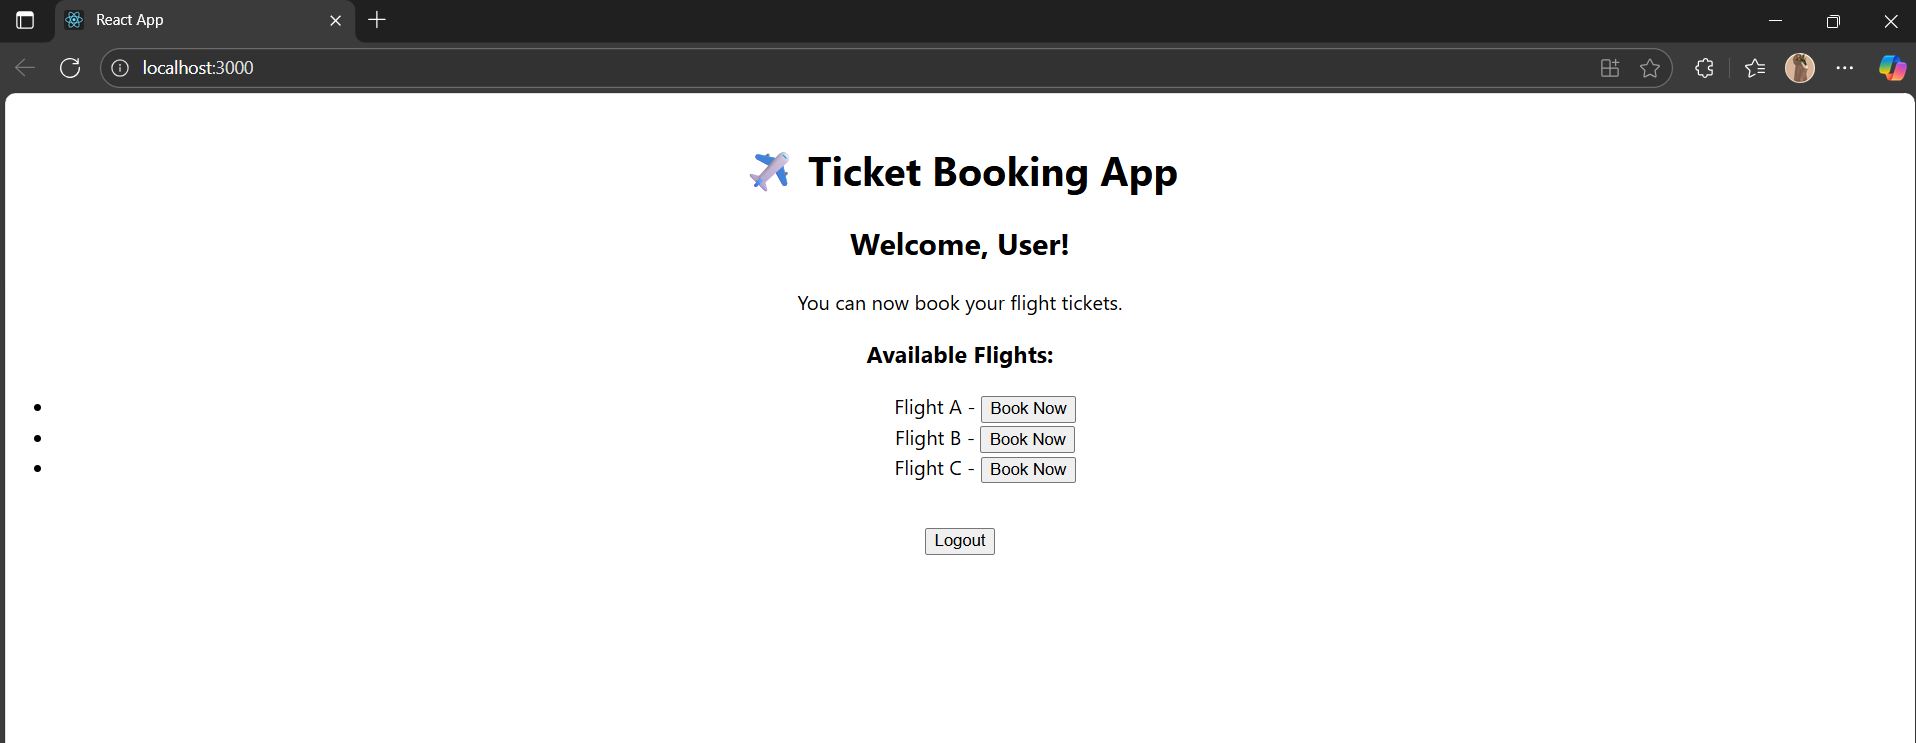 React App
localhost:3000
✈️ Ticket Booking App
Welcome, User!
You can now book your flight tickets.
Available Flights:
• Flight A - Book Now
• Flight B - Book Now
• Flight C - Book Now
Logout